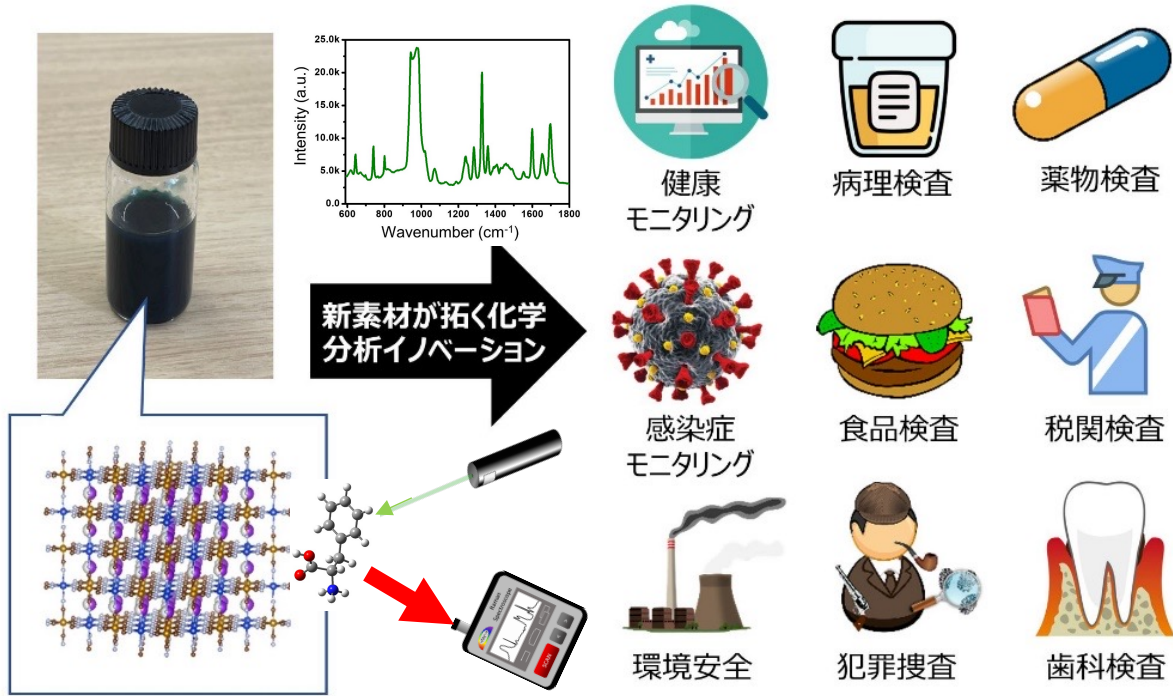 25.0k
20.0k
15.0k
10.0k
5.0k
0.0
Intensity (a.u.)
600 800 1000 1200 1400 1600 1800
Wavenumber (cm⁻¹)
新素材が拓く化学
分析イノベーション
Raman
Spectroscope
SCAN
健康
モニタリング
病理検査
薬物検査
感染症
モニタリング
食品検査
税関検査
環境安全
犯罪捜査
歯科検査